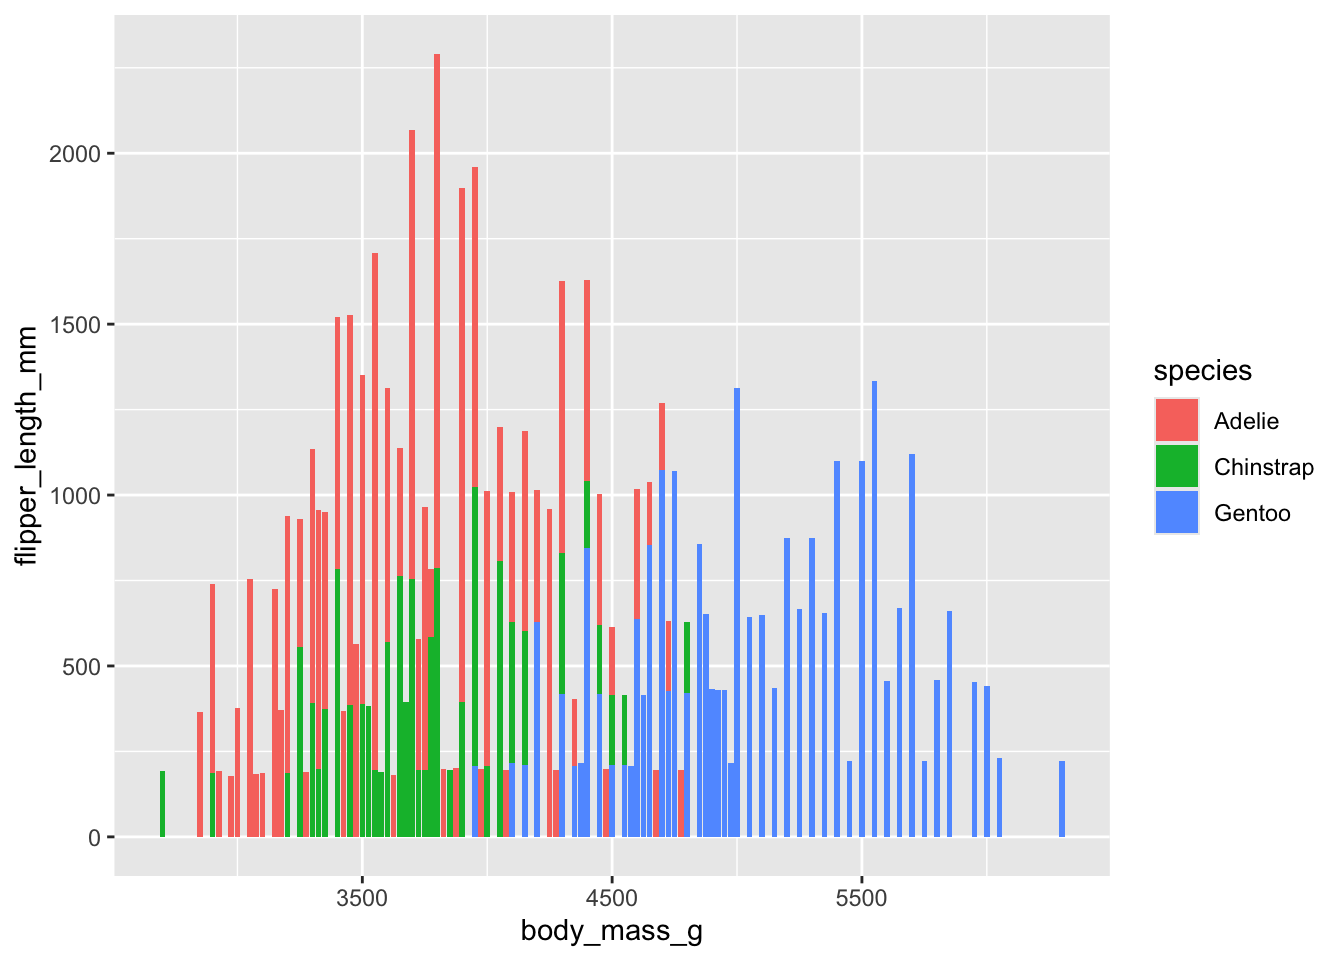 2000
1500
1000
500
0
flipper_length_mm
3500 4500 5500
body_mass_g
species
Adelie
Chinstrap
Gentoo